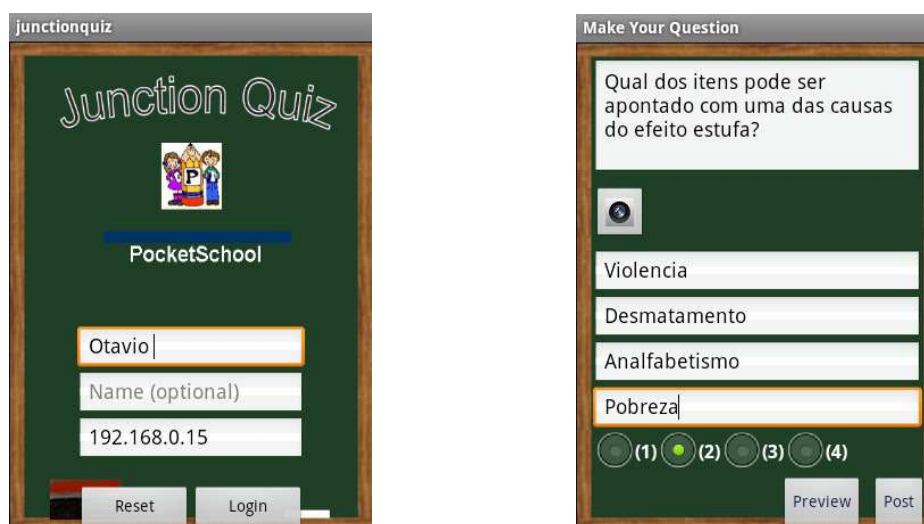 junctionquiz
Junction Quiz
P
PocketSchool
Otavio
Name (optional)
192.168.0.15
Reset
Login
Make Your Question
Qual dos itens pode ser
apontado com uma das causas
do efeito estufa?
Violencia
Desmatamento
Analfabetismo
Pobreza
(1) (2) (3) (4)
Preview
Post